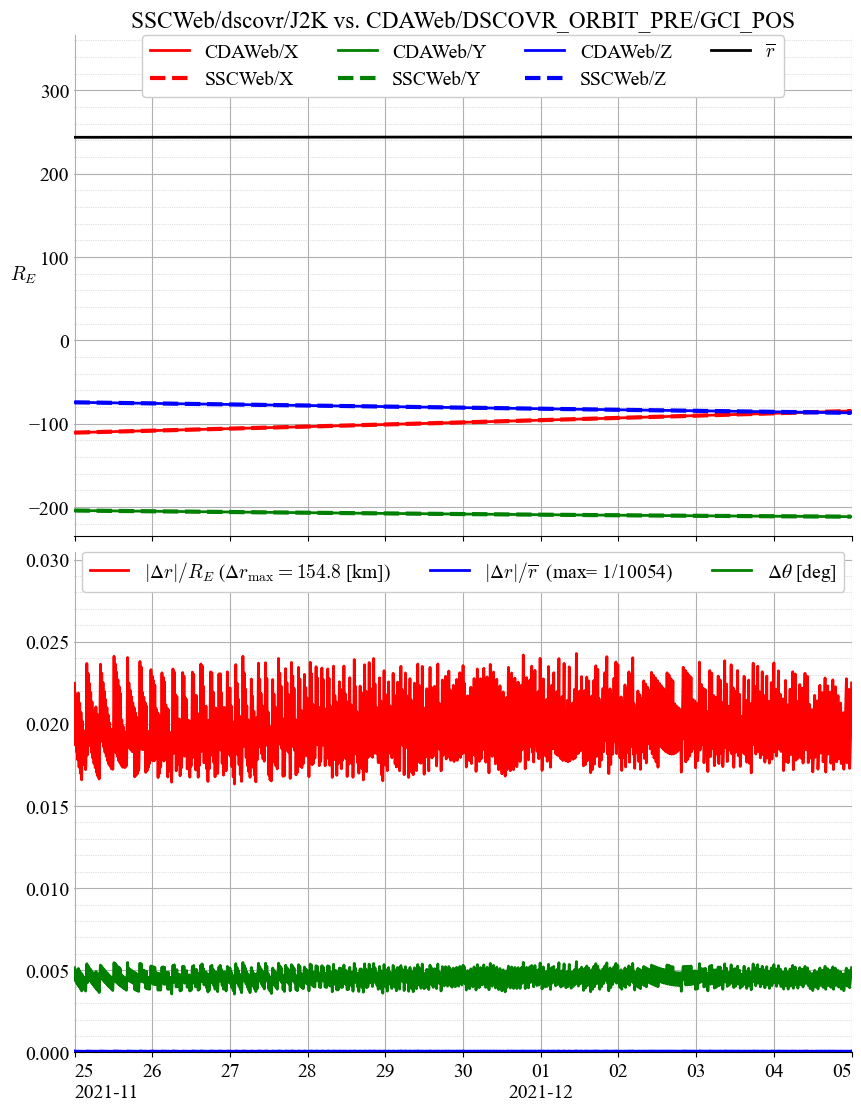 SSCWeb/dscovr/J2K vs. CDAWeb/DSCOVR_ORBIT_PRE/GCI_POS
CDAWeb/X CDAWeb/Y CDAWeb/Z r̅
SSCWeb/X SSCWeb/Y SSCWeb/Z
300
200
100
R_E
0
−100
−200
0.030
|Δr|/R_E (Δr_max = 154.8 [km]) |Δr|/r̅ (max= 1/10054) Δθ [deg]
0.025
0.020
0.015
0.010
0.005
0.000
25 26 27 28 29 30 01 02 03 04 05
2021-11 2021-12